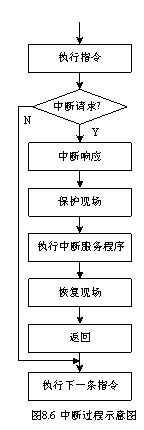 执行指令
中断请求?
N
Y
中断响应
保护现场
执行中断服务程序
恢复现场
返回
执行下一条指令
图8.6 中断过程示意图